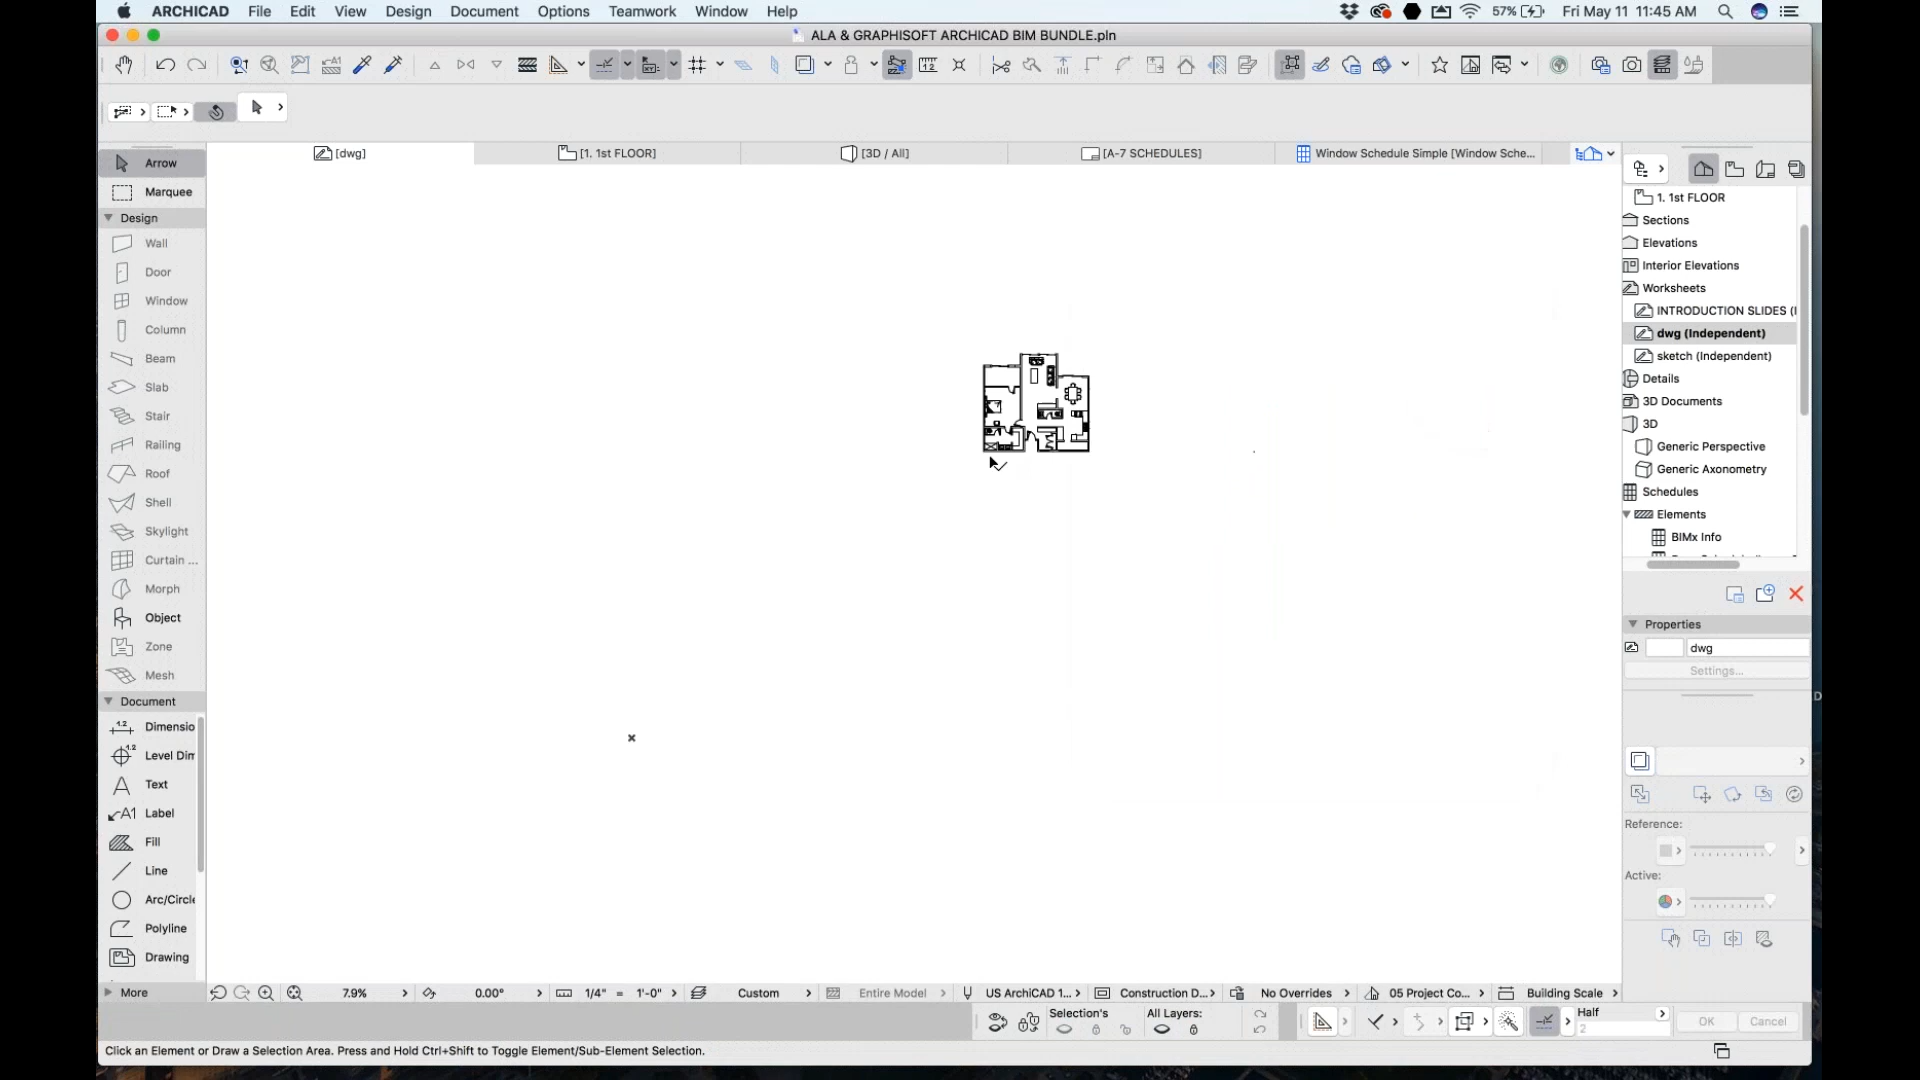 ARCHICAD File Edit View Design Document Options Teamwork Window Help 57% Fri May 11 11:45 AM
ALA & GRAPHISOFT ARCHICAD BIM BUNDLE.pln
[dwg] [1. 1st FLOOR] [3D / All] [A-7 SCHEDULES] Window Schedule Simple [Window Sche...
Arrow
Marquee
Design
Wall
Door
Window
Column
Beam
Slab
Stair
Railing
Roof
Shell
Skylight
Curtain ...
Morph
Object
Zone
Mesh
Document
1.2 Dimensio
1.2 Level Dim
Text
A1 Label
Fill
Line
Arc/Circle
Polyline
Drawing
More
1. 1st FLOOR
Sections
Elevations
Interior Elevations
Worksheets
INTRODUCTION SLIDES (I
dwg (Independent)
sketch (Independent)
Details
3D Documents
3D
Generic Perspective
Generic Axonometry
Schedules
Elements
BIMx Info
Properties
dwg
Settings...
Reference:
Active:
7.9% 0.00° 1/4" = 1'-0" Custom Entire Model US ArchiCAD 1... Construction D... No Overrides 05 Project Co... Building Scale
Selection's All Layers: Half
2 OK Cancel
Click an Element or Draw a Selection Area. Press and Hold Ctrl+Shift to Toggle Element/Sub-Element Selection.